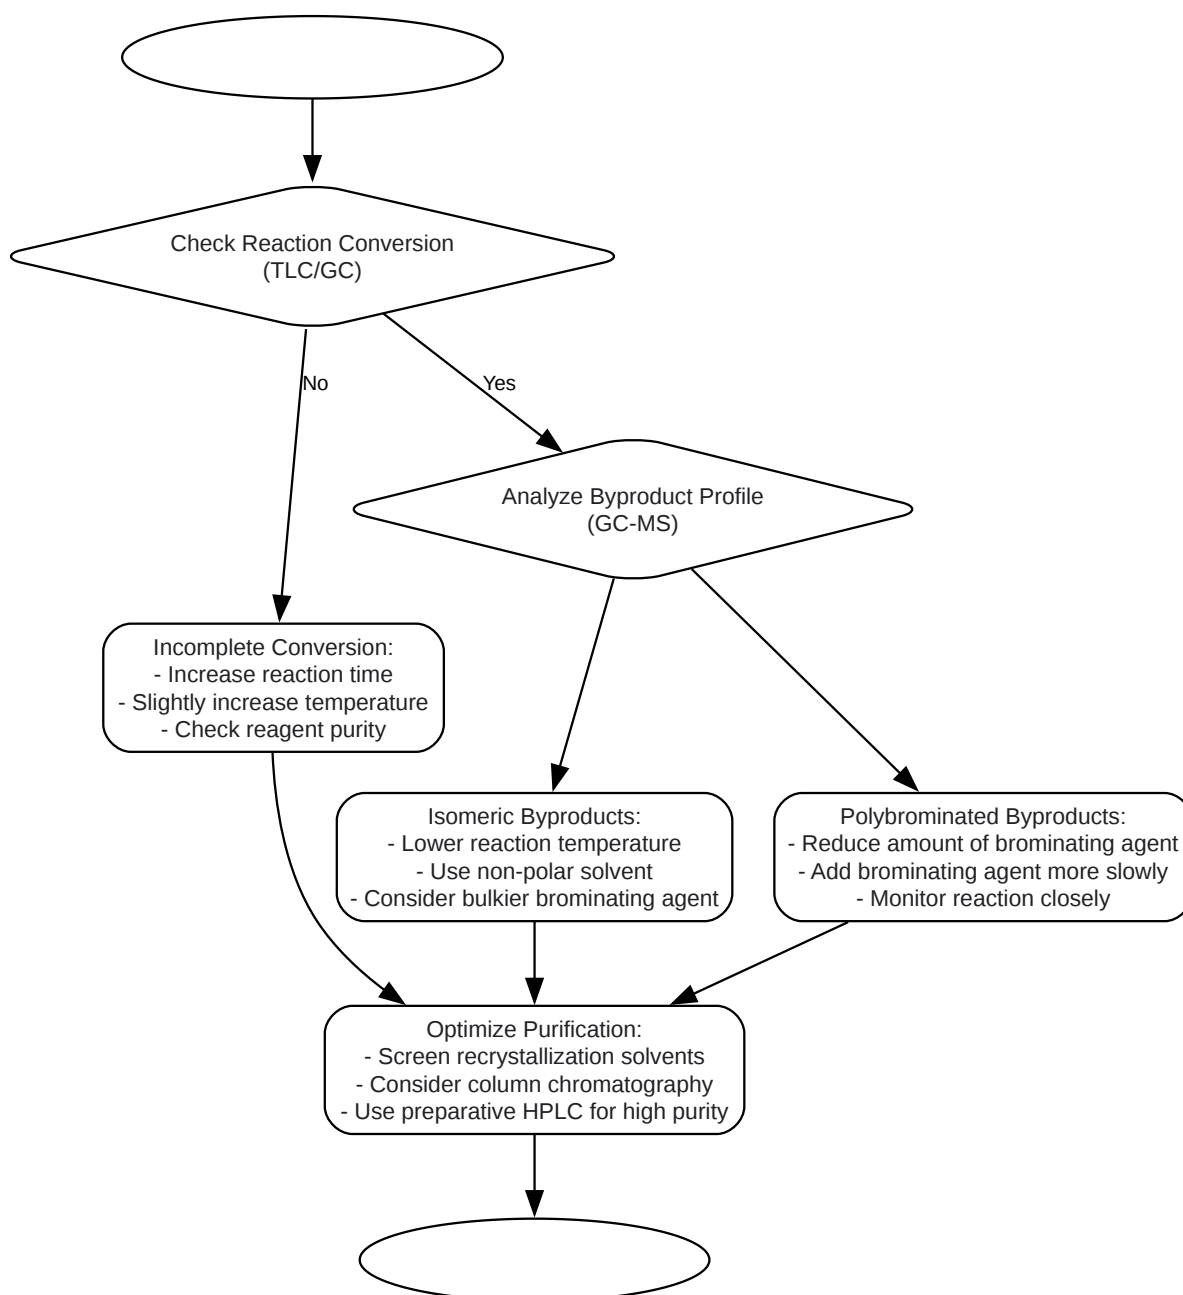 Check Reaction Conversion
(TLC/GC)
No
Yes
Analyze Byproduct Profile
(GC-MS)
Incomplete Conversion:
- Increase reaction time
- Slightly increase temperature
- Check reagent purity
Isomeric Byproducts:
- Lower reaction temperature
- Use non-polar solvent
- Consider bulkier brominating agent
Polybrominated Byproducts:
- Reduce amount of brominating agent
- Add brominating agent more slowly
- Monitor reaction closely
Optimize Purification:
- Screen recrystallization solvents
- Consider column chromatography
- Use preparative HPLC for high purity